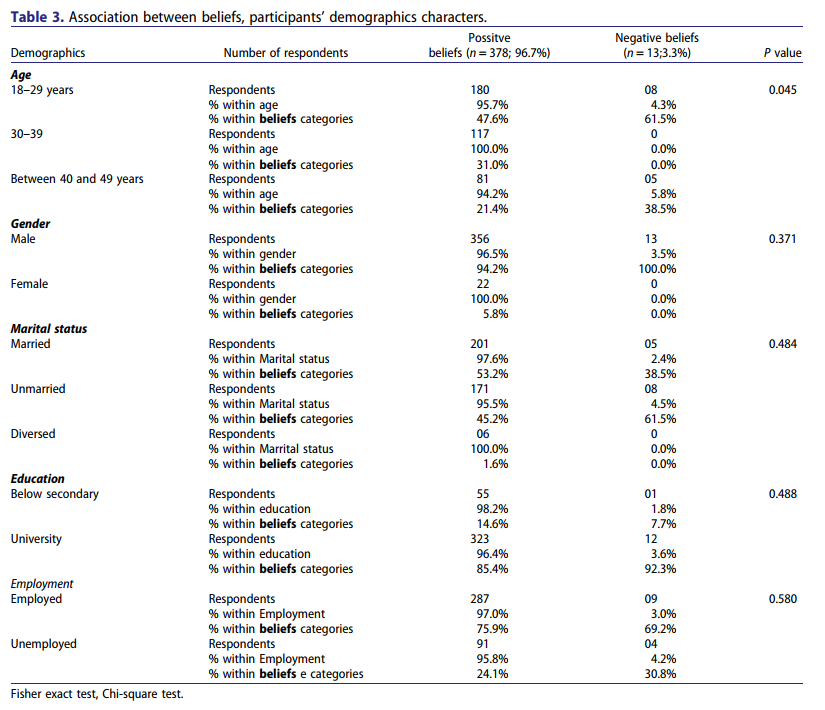 Table 3. Association between beliefs, participants' demographics characters.
Possitve Negative beliefs
Demographics Number of respondents beliefs (n = 378; 96.7%) (n = 13;3.3%) P value
Age
18–29 years Respondents 180 08 0.045
% within age 95.7% 4.3%
% within beliefs categories 47.6% 61.5%
30–39 Respondents 117 0
% within age 100.0% 0.0%
% within beliefs categories 31.0% 0.0%
Between 40 and 49 years Respondents 81 05
% within age 94.2% 5.8%
% within beliefs categories 21.4% 38.5%
Gender
Male Respondents 356 13 0.371
% within gender 96.5% 3.5%
% within beliefs categories 94.2% 100.0%
Female Respondents 22 0
% within gender 100.0% 0.0%
% within beliefs categories 5.8% 0.0%
Marital status
Married Respondents 201 05 0.484
% within Marital status 97.6% 2.4%
% within beliefs categories 53.2% 38.5%
Unmarried Respondents 171 08
% within Marital status 95.5% 4.5%
% within beliefs categories 45.2% 61.5%
Diversed Respondents 06 0
% within Marrital status 100.0% 0.0%
% within beliefs categories 1.6% 0.0%
Education
Below secondary Respondents 55 01 0.488
% within education 98.2% 1.8%
% within beliefs categories 14.6% 7.7%
University Respondents 323 12
% within education 96.4% 3.6%
% within beliefs categories 85.4% 92.3%
Employment
Employed Respondents 287 09 0.580
% within Employment 97.0% 3.0%
% within beliefs categories 75.9% 69.2%
Unemployed Respondents 91 04
% within Employment 95.8% 4.2%
% within beliefs e categories 24.1% 30.8%
Fisher exact test, Chi-square test.